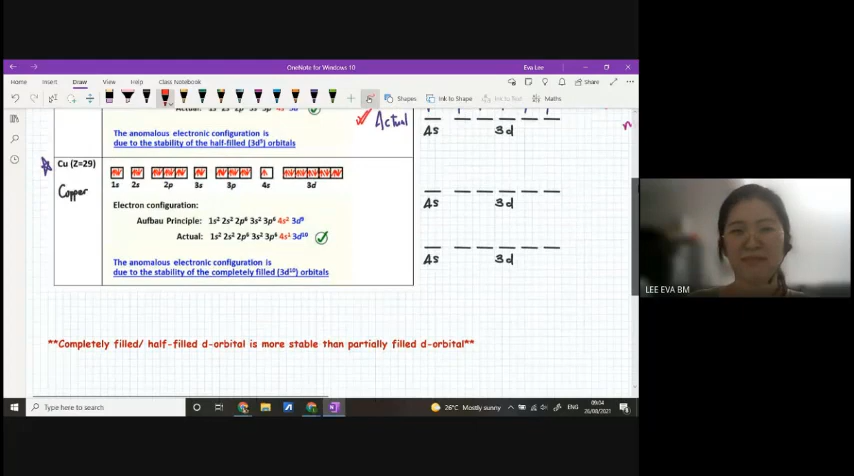 OneNote for Windows 10
Eva Lee
Home Insert Draw View Help Class Notebook
Share
Shapes Ink to Shape Ink to Text Maths
The anomalous electronic configuration is
due to the stability of the half-filled (3d⁵) orbitals
Actual
4s 3d
Cu (Z=29)
Copper
1s 2s 2p 3s 3p 4s 3d
4s 3d
Electron configuration:
Aufbau Principle: 1s² 2s² 2p⁶ 3s² 3p⁶ 4s² 3d⁹
Actual: 1s² 2s² 2p⁶ 3s² 3p⁶ 4s¹ 3d¹⁰
The anomalous electronic configuration is
due to the stability of the completely filled (3d¹⁰) orbitals
4s 3d
**Completely filled/ half-filled d-orbital is more stable than partially filled d-orbital**
LEE EVA BM
Type here to search
26°C Mostly sunny
ENG
09:04
26/08/2021